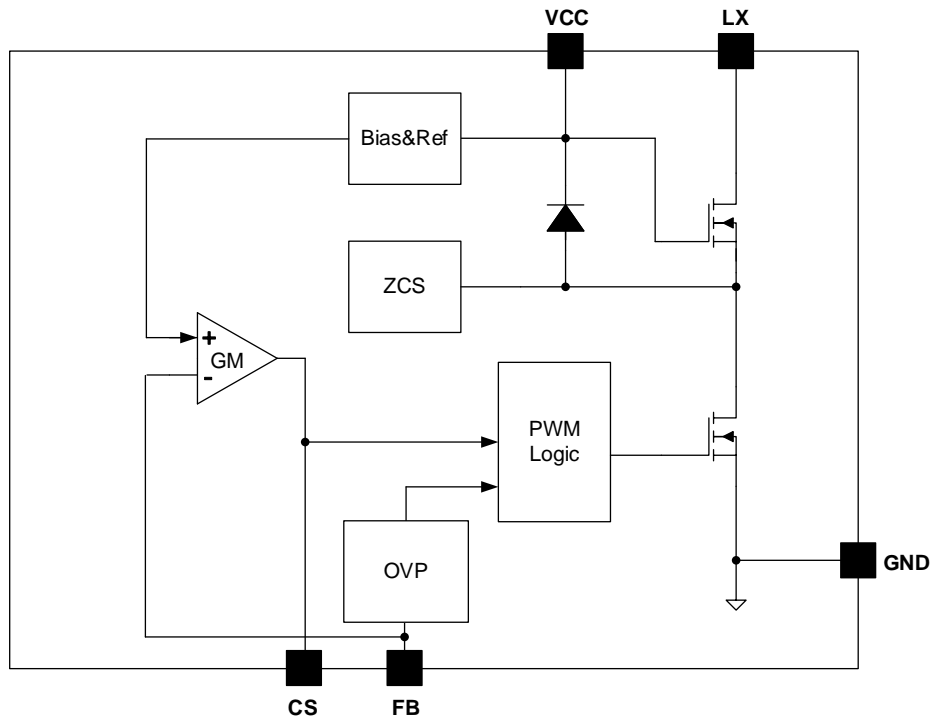 VCC
LX
Bias&Ref
ZCS
+
GM
-
PWM
Logic
OVP
GND
CS
FB